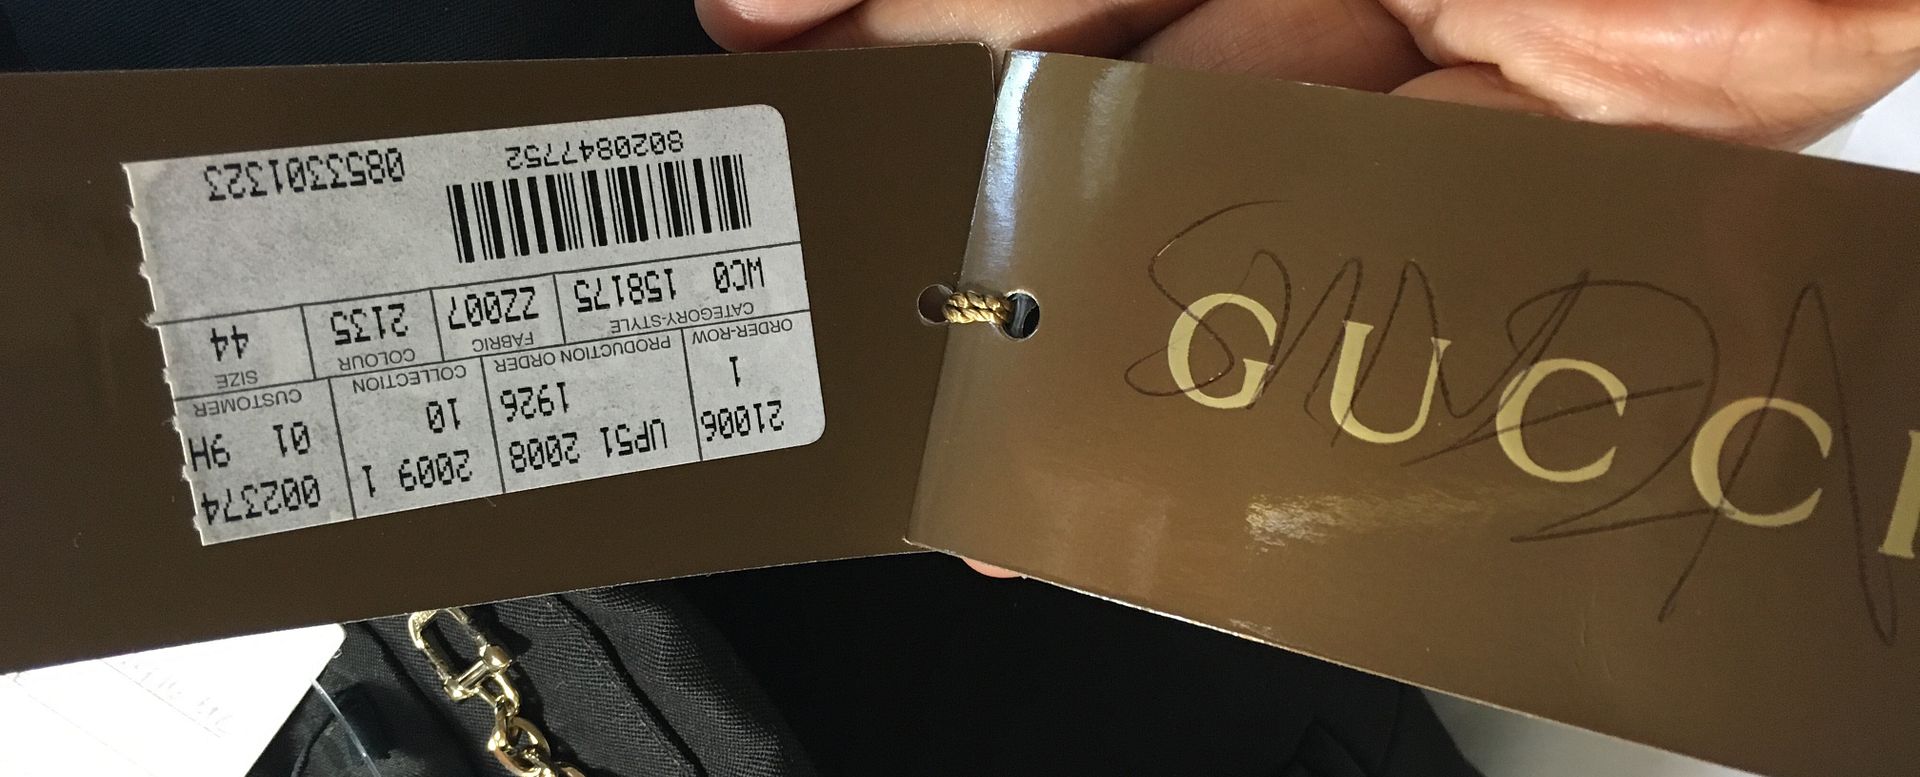 21006 UP51 2008 2009 1 002374
1 1926 10 01 9H
ORDER-ROW PRODUCTION ORDER COLLECTION CUSTOMER
CATEGORY-STYLE FABRIC COLOUR SIZE
WC0 158175 ZZ007 2135 44
8020847752 0853301323
GUCCI